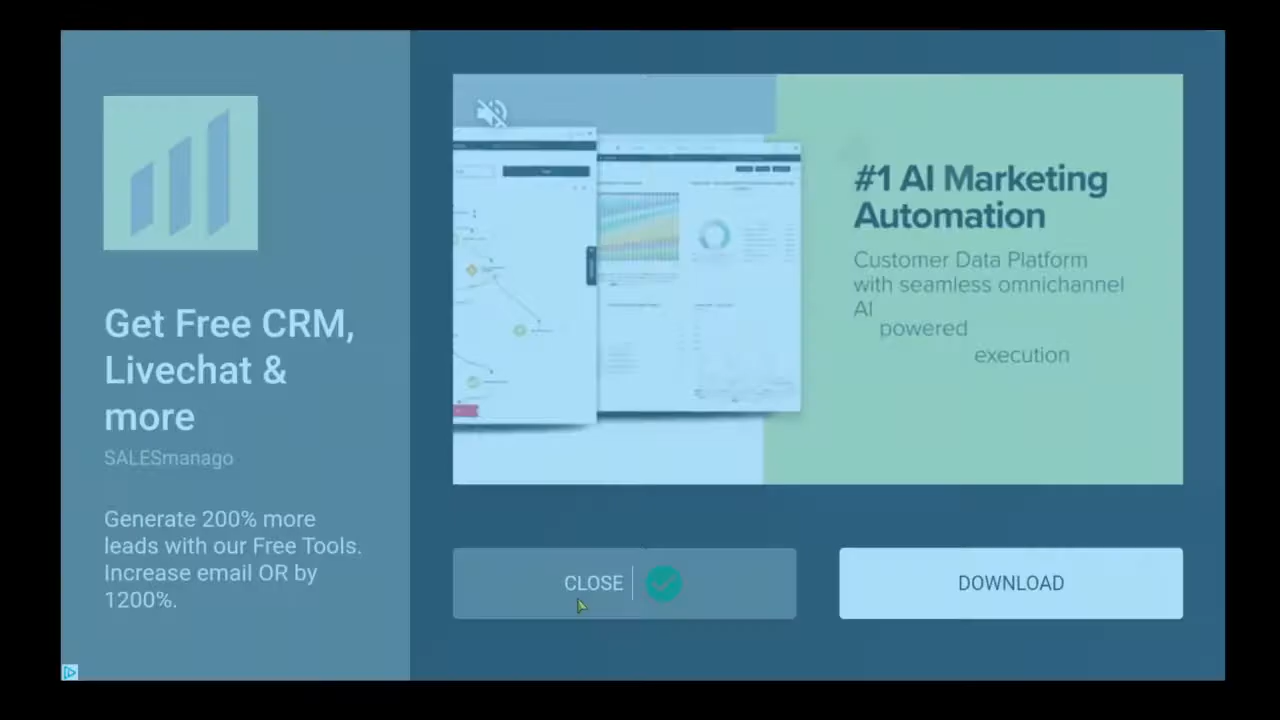 Get Free CRM,
Livechat &
more
SALESmanago
Generate 200% more
leads with our Free Tools.
Increase email OR by
1200%.
#1 AI Marketing
Automation
Customer Data Platform
with seamless omnichannel
AI
powered
execution
CLOSE
DOWNLOAD